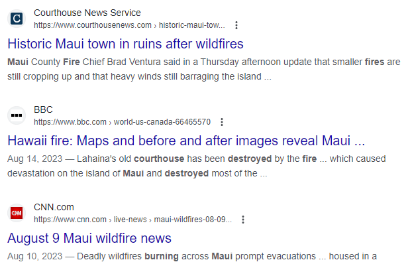 Courthouse News Service
https://www.courthousenews.com › historic-maui-tow...
Historic Maui town in ruins after wildfires
Maui County Fire Chief Brad Ventura said in a Thursday afternoon update that smaller fires are
still cropping up and that heavy winds still barraging the island ...
BBC
https://www.bbc.com › world-us-canada-66465570
Hawaii fire: Maps and before and after images reveal Maui ...
Aug 14, 2023 — Lahaina's old courthouse has been destroyed by the fire ... which caused
devastation on the island of Maui and destroyed most of the ...
CNN
CNN.com
https://www.cnn.com › live-news › maui-wildfires-08-09...
August 9 Maui wildfire news
Aug 10, 2023 — Deadly wildfires burning across Maui prompt evacuations ... housed in a